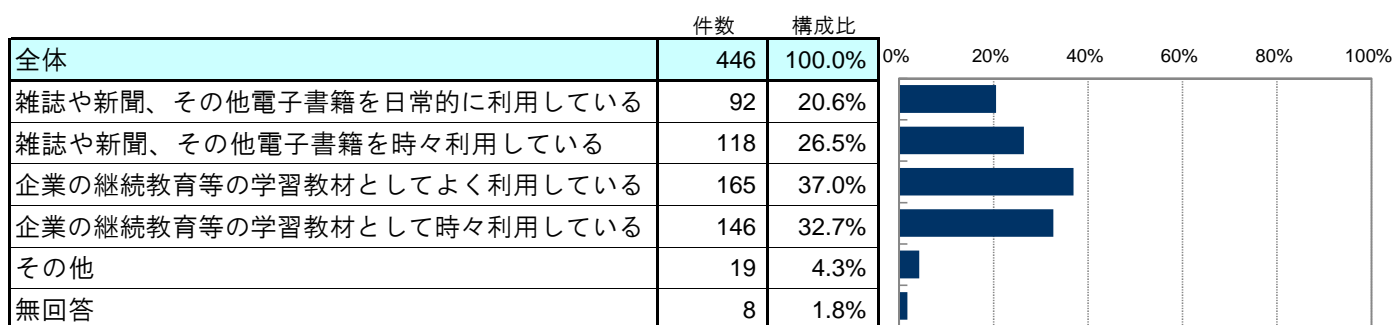 件数 構成比
全体 446 100.0% 0% 20% 40% 60% 80% 100%
雑誌や新聞、その他電子書籍を日常的に利用している 92 20.6%
雑誌や新聞、その他電子書籍を時々利用している 118 26.5%
企業の継続教育等の学習教材としてよく利用している 165 37.0%
企業の継続教育等の学習教材として時々利用している 146 32.7%
その他 19 4.3%
無回答 8 1.8%